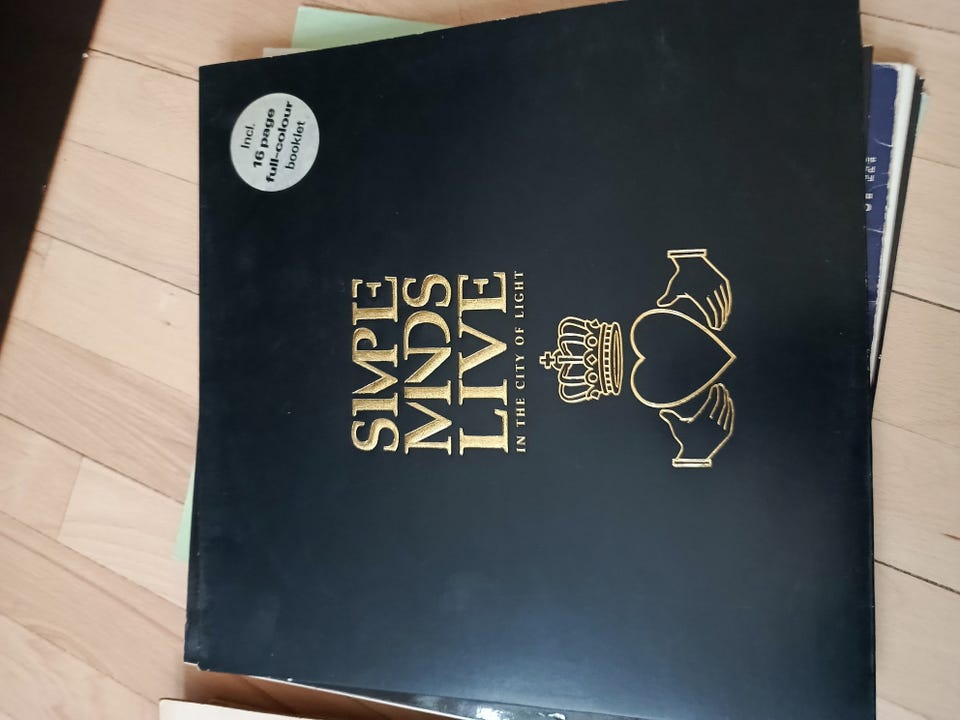 Incl.
16 page
full-colour
booklet
SIMPLE
MINDS
LIVE
IN THE CITY OF LIGHT